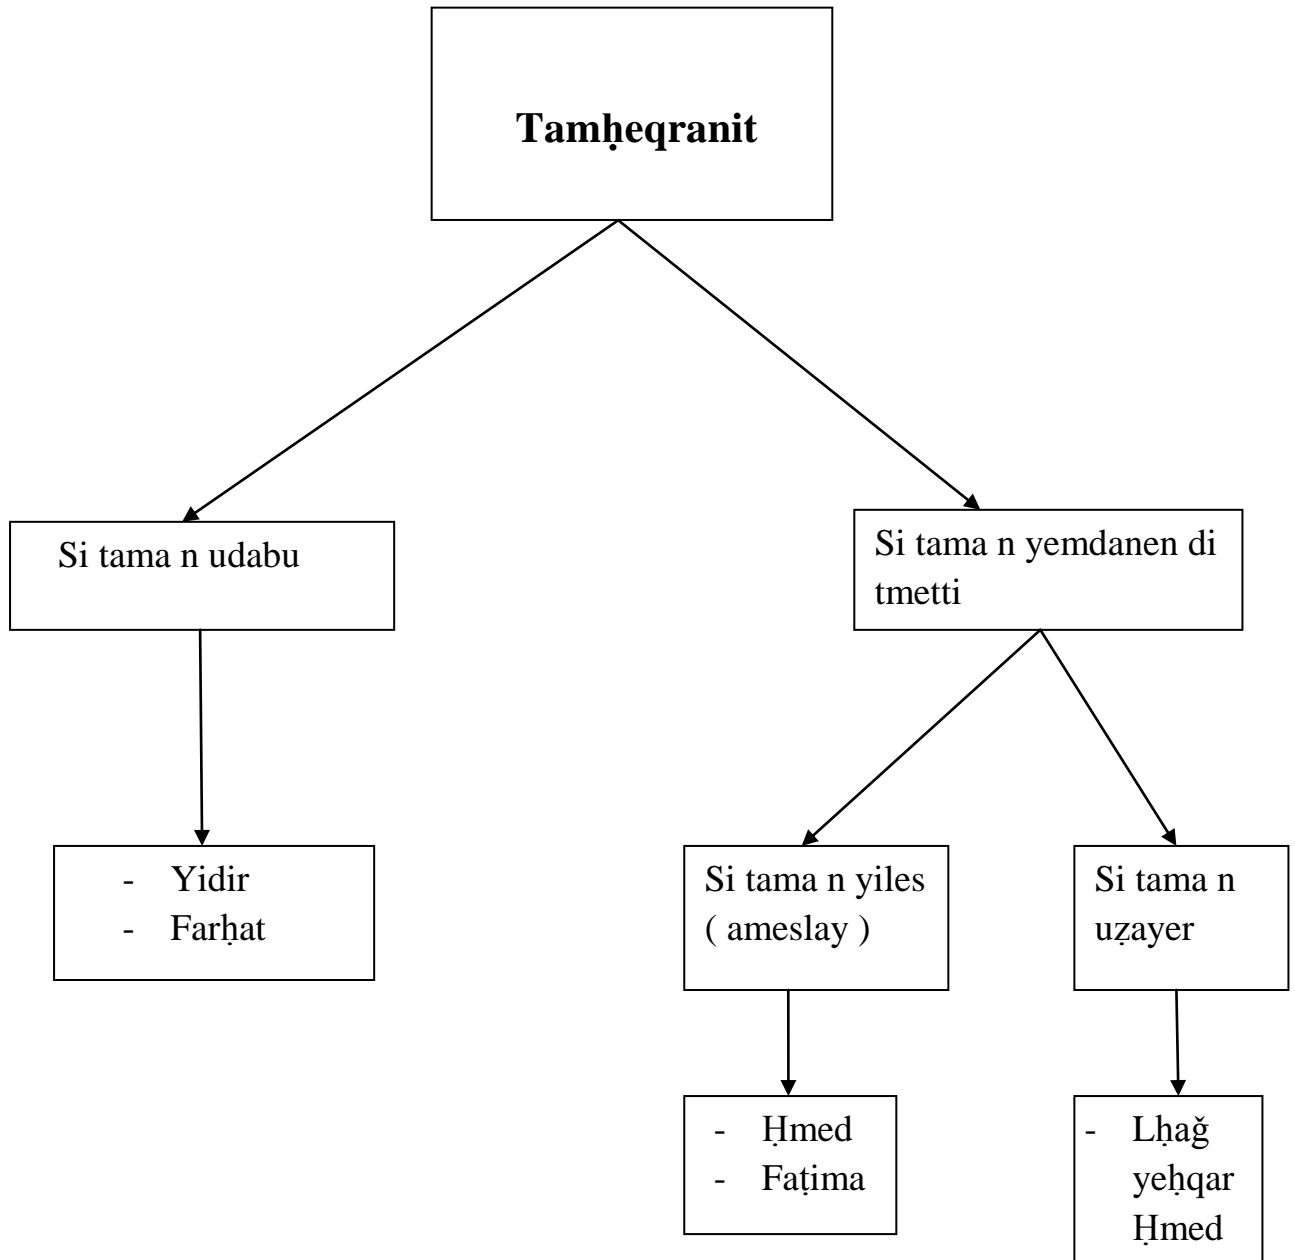 Tamḥeqranit
Si tama n udabu
Si tama n yemdanen di
tmetti
- Yidir
- Farḥat
Si tama n yiles
( ameslay )
Si tama n
uẓayer
- Ḥmed
- Faṭima
- Lḥaǧ
yeḥqar
Ḥmed